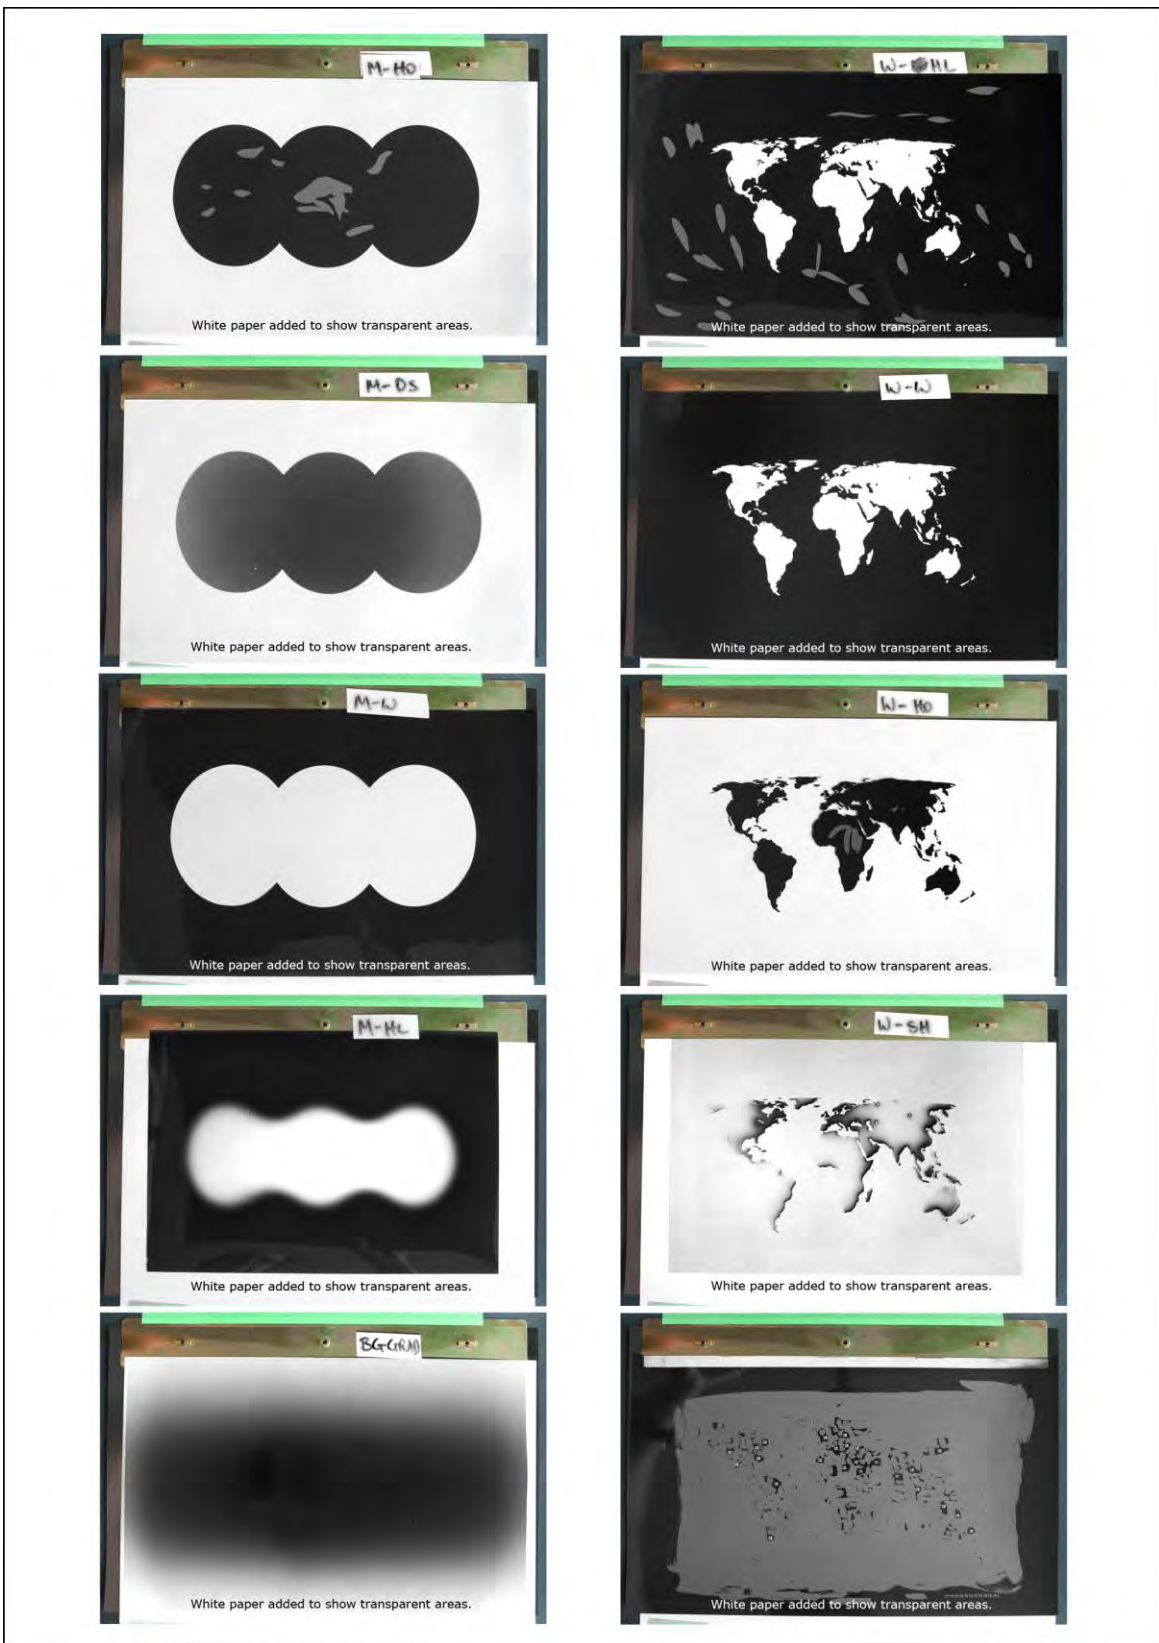 M-HO
White paper added to show transparent areas.
W-HL
White paper added to show transparent areas.
M-DS
White paper added to show transparent areas.
W-W
White paper added to show transparent areas.
M-W
White paper added to show transparent areas.
W-HO
White paper added to show transparent areas.
M-HL
White paper added to show transparent areas.
W-SH
White paper added to show transparent areas.
BGGRAD
White paper added to show transparent areas.
White paper added to show transparent areas.